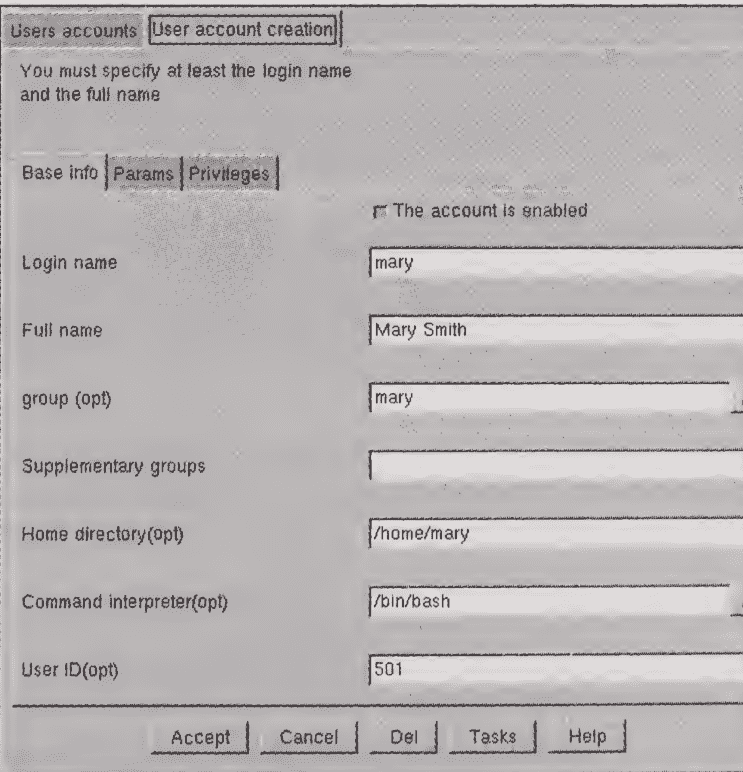 Users accounts User account creation
You must specify at least the login name
and the full name
Base info Params Privileges
The account is enabled
Login name mary
Full name Mary Smith
group (opt) mary
Supplementary groups
Home directory(opt) /home/mary
Command interpreter(opt) /bin/bash
User ID(opt) 501
Accept Cancel Del Tasks Help